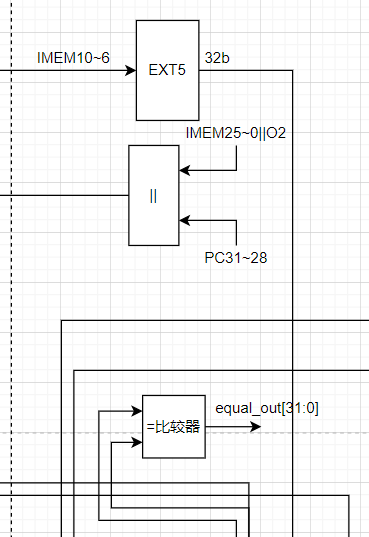 IMEM10~6
EXT5
32b
IMEM25~0||O2
||
PC31~28
equal_out[31:0]
=比较器